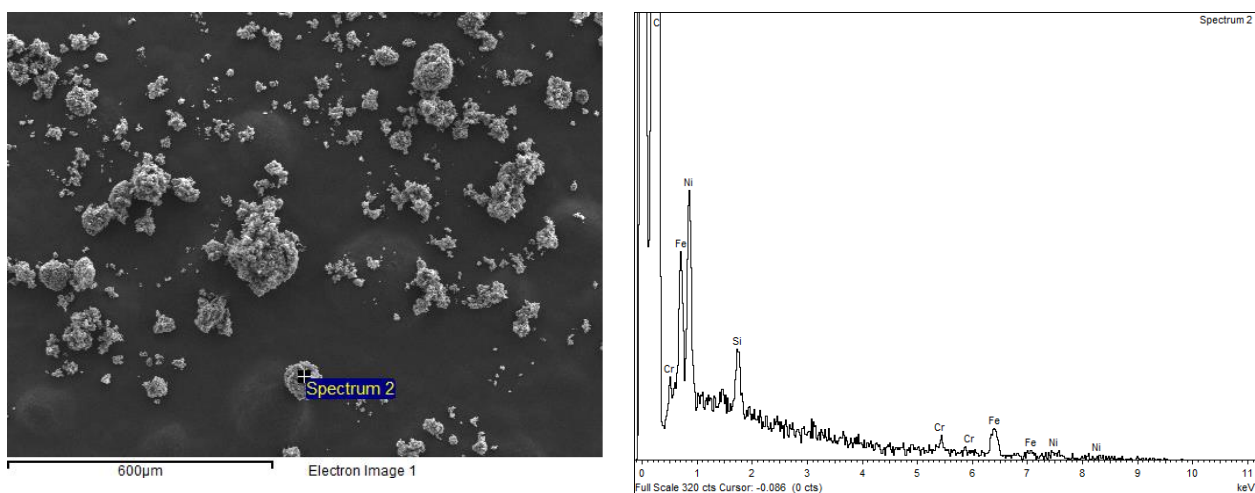 Spectrum 2
600µm
Electron Image 1
Spectrum 2
C
Ni
Fe
Cr
Si
Cr
Cr
Fe
Fe
Ni
Ni
0 1 2 3 4 5 6 7 8 9 10 11
Full Scale 320 cts Cursor: -0.086 (0 cts)
keV